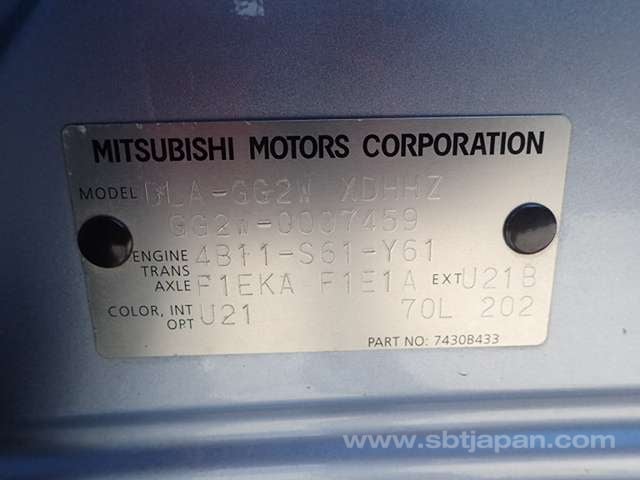 MITSUBISHI MOTORS CORPORATION
MODEL DLA-GG2W XDHHZ
GG2W-0007459
ENGINE 4B11-S61-Y61
TRANS
AXLE F1EKA F1E1A EXT U21B
COLOR, INT
OPT U21 70L 202
PART NO: 7430B433
www.sbtjapan.com